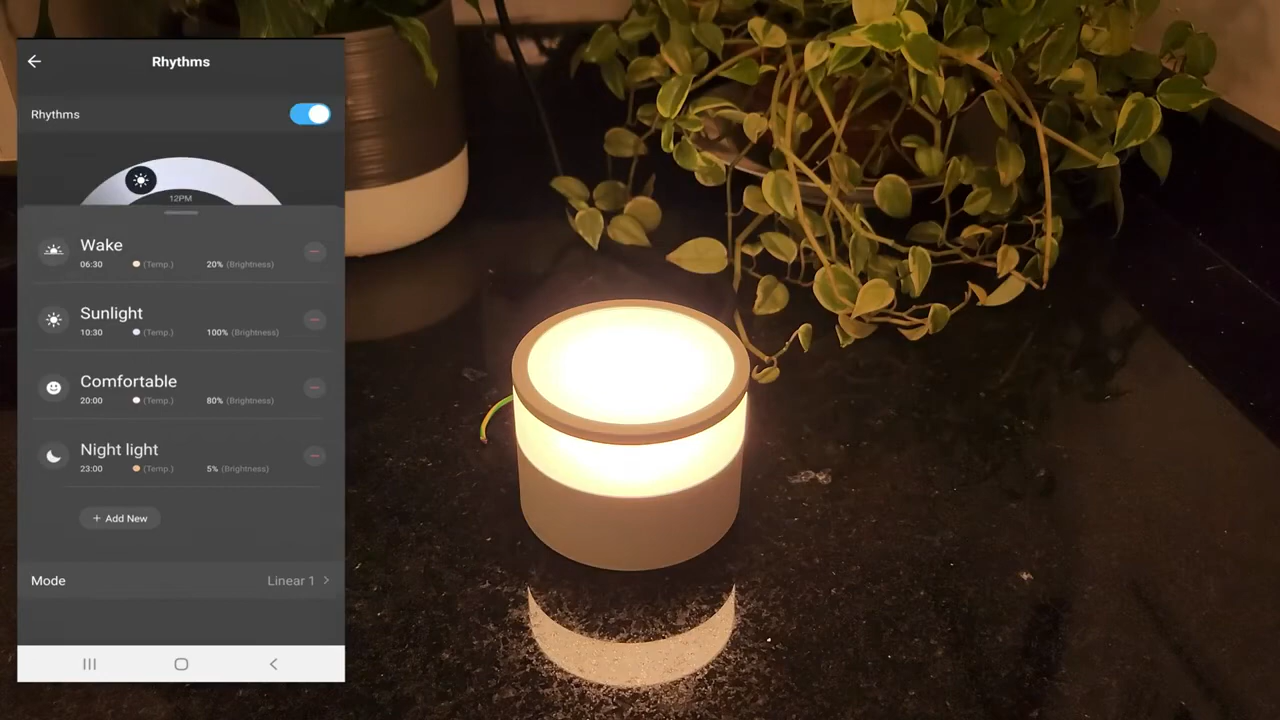 Rhythms
Rhythms
12PM
Wake
06:30 (Temp.) 20% (Brightness)
Sunlight
10:30 (Temp.) 100% (Brightness)
Comfortable
20:00 (Temp.) 80% (Brightness)
Night light
23:00 (Temp.) 5% (Brightness)
+ Add New
Mode Linear 1 >